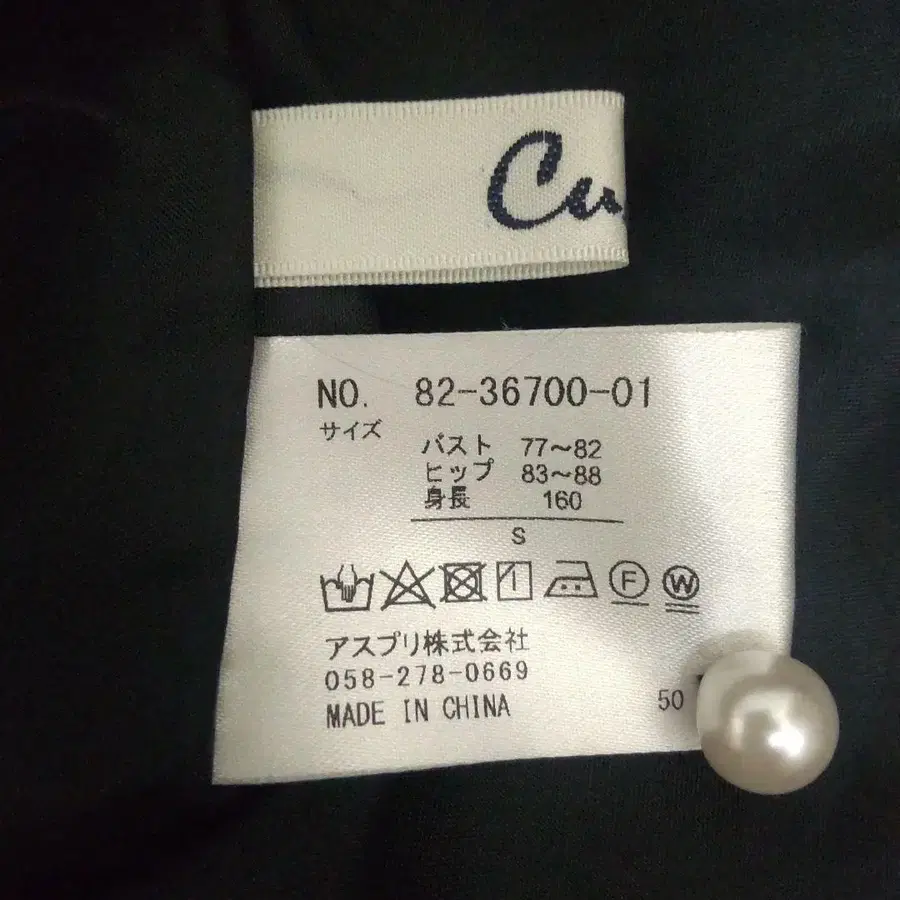 Cu
NO. 82-36700-01
サイズ
バスト 77～82
ヒップ 83～88
身長 160
S
F W
アスプリ株式会社
058-278-0669
MADE IN CHINA
50